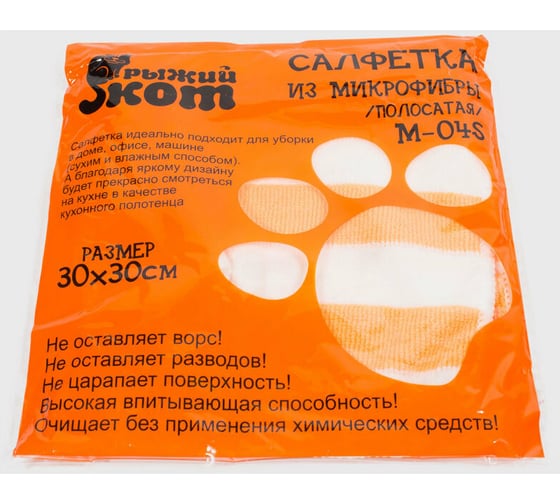 Рыжий
кот
САЛФЕТКА
ИЗ МИКРОФИБРЫ
/ПОЛОСАТАЯ/
М-04S
Салфетка идеально подходит для уборки
в доме, офисе, машине
(сухим и влажным способом).
А благодаря яркому дизайну
будет прекрасно смотреться
на кухне в качестве
кухонного полотенца
РАЗМЕР
30х30СМ
Не оставляет ворс!
Не оставляет разводов!
Не царапает поверхность!
Высокая впитывающая способность!
Очищает без применения химических средств!